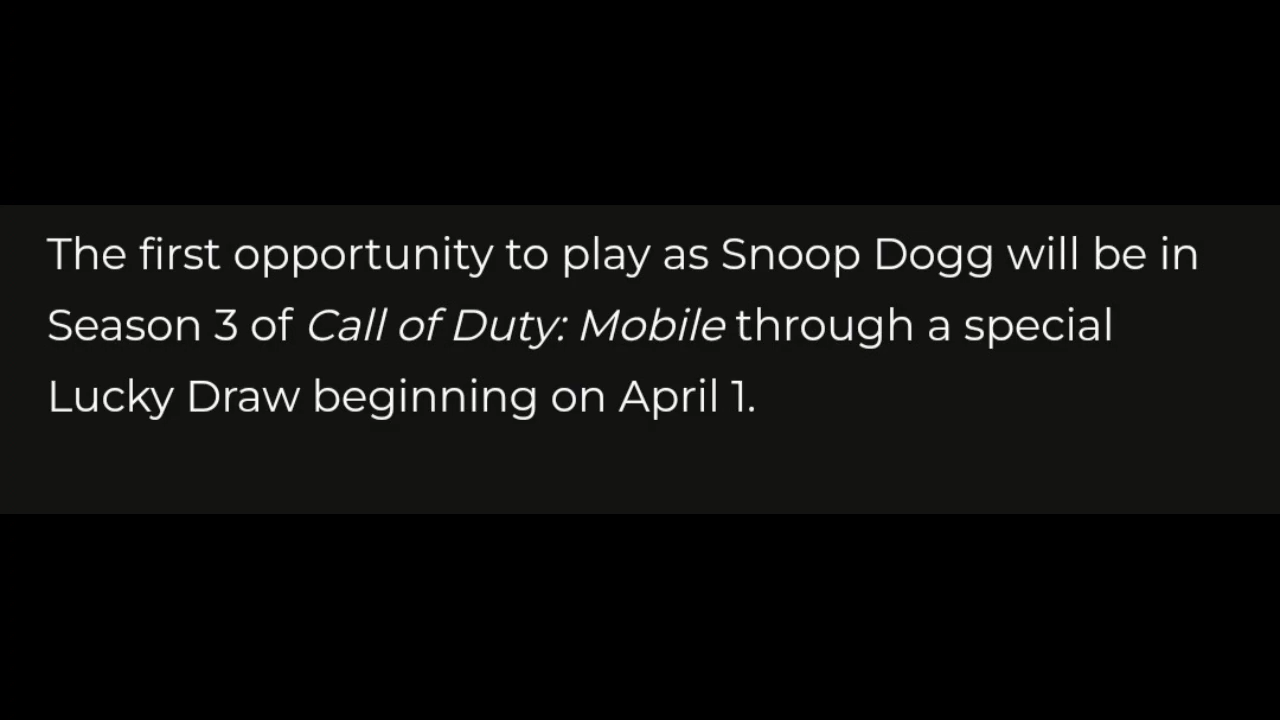 The first opportunity to play as Snoop Dogg will be in
Season 3 of Call of Duty: Mobile through a special
Lucky Draw beginning on April 1.